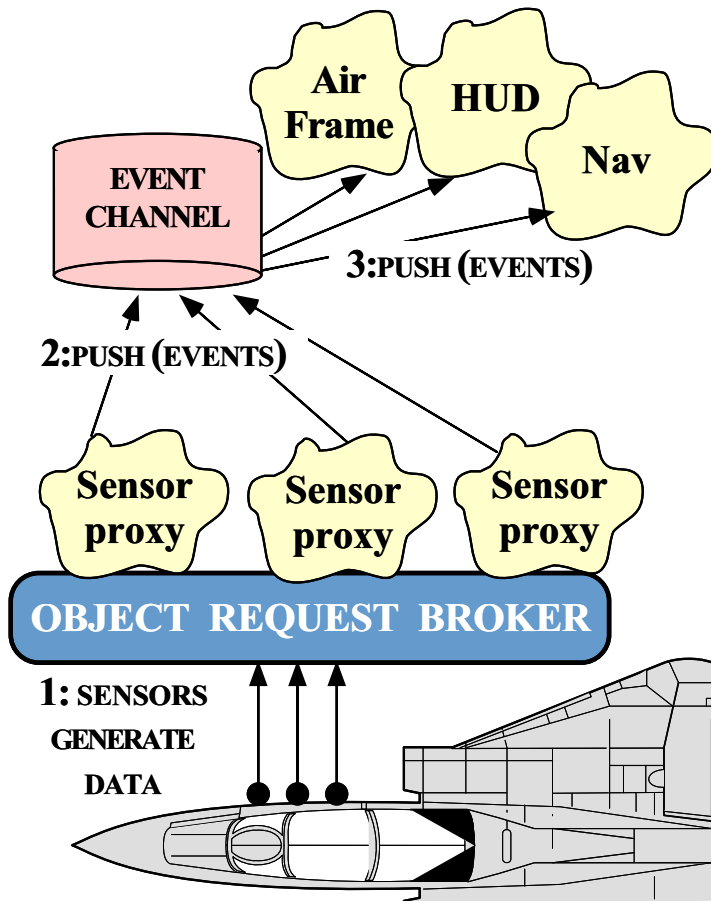 Air
Frame
HUD
Nav
EVENT
CHANNEL
3:PUSH (EVENTS)
2:PUSH (EVENTS)
Sensor
proxy
Sensor
proxy
Sensor
proxy
OBJECT REQUEST BROKER
1: SENSORS
GENERATE
DATA